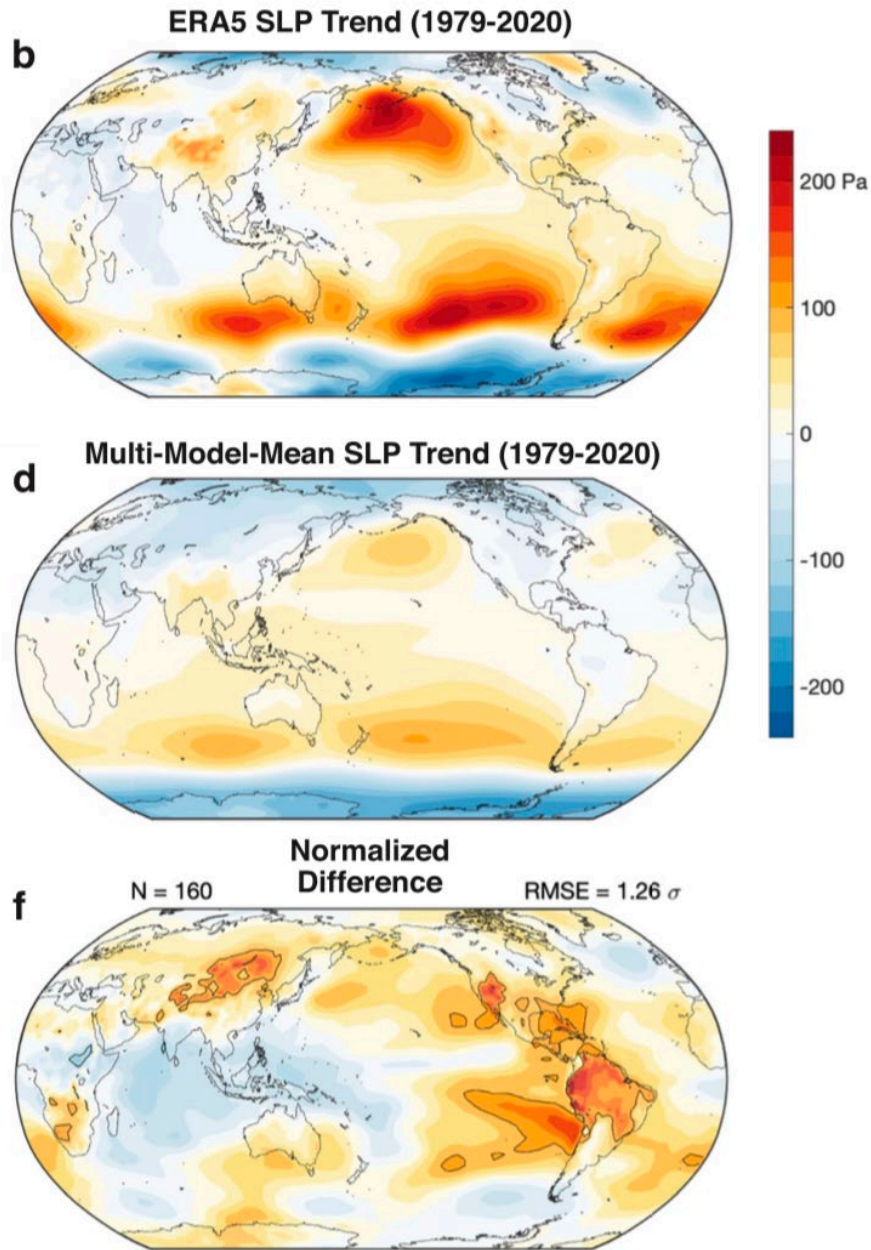 ERA5 SLP Trend (1979-2020)
b
200 Pa
100
0
-100
-200
Multi-Model-Mean SLP Trend (1979-2020)
d
Normalized
Difference
N = 160
RMSE = 1.26 σ
f